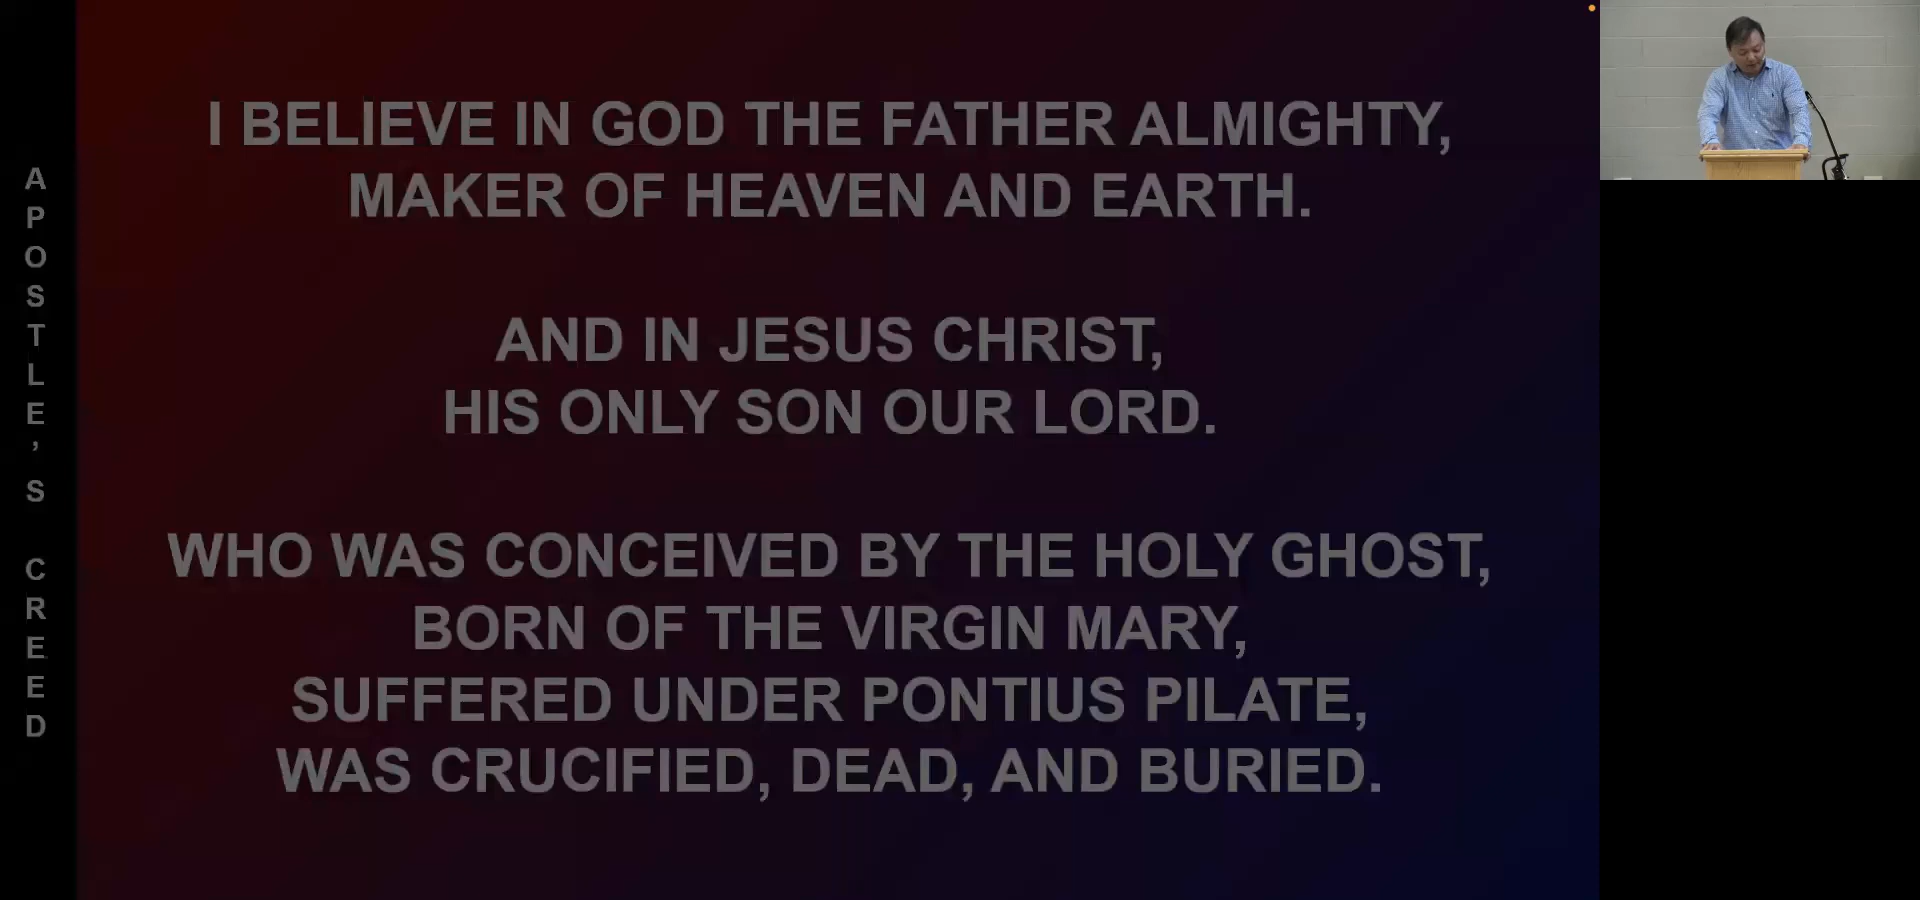 APOSTLE'S CREED
I BELIEVE IN GOD THE FATHER ALMIGHTY,
MAKER OF HEAVEN AND EARTH.
AND IN JESUS CHRIST,
HIS ONLY SON OUR LORD.
WHO WAS CONCEIVED BY THE HOLY GHOST,
BORN OF THE VIRGIN MARY,
SUFFERED UNDER PONTIUS PILATE,
WAS CRUCIFIED, DEAD, AND BURIED.